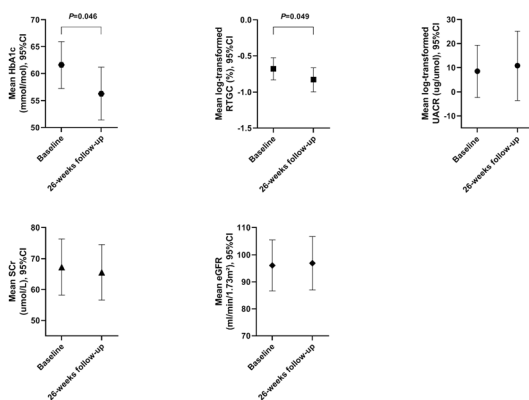 P=0.046
Mean HbA1c
(mmol/mol), 95%CI
70
65
60
55
50
Baseline
26-weeks follow-up
P=0.049
Mean log-transformed
RTGC (%), 95%CI
0.0
-0.5
-1.0
-1.5
Baseline
26-weeks follow-up
Mean log-transformed
UACR (ug/umol), 95%CI
30
20
10
0
-10
Baseline
26-weeks follow-up
Mean SCr
(umol/L), 95%CI
80
70
60
50
Baseline
26-weeks follow-up
Mean eGFR
(ml/min/1.73m²), 95%CI
110
100
90
80
70
Baseline
26-weeks follow-up